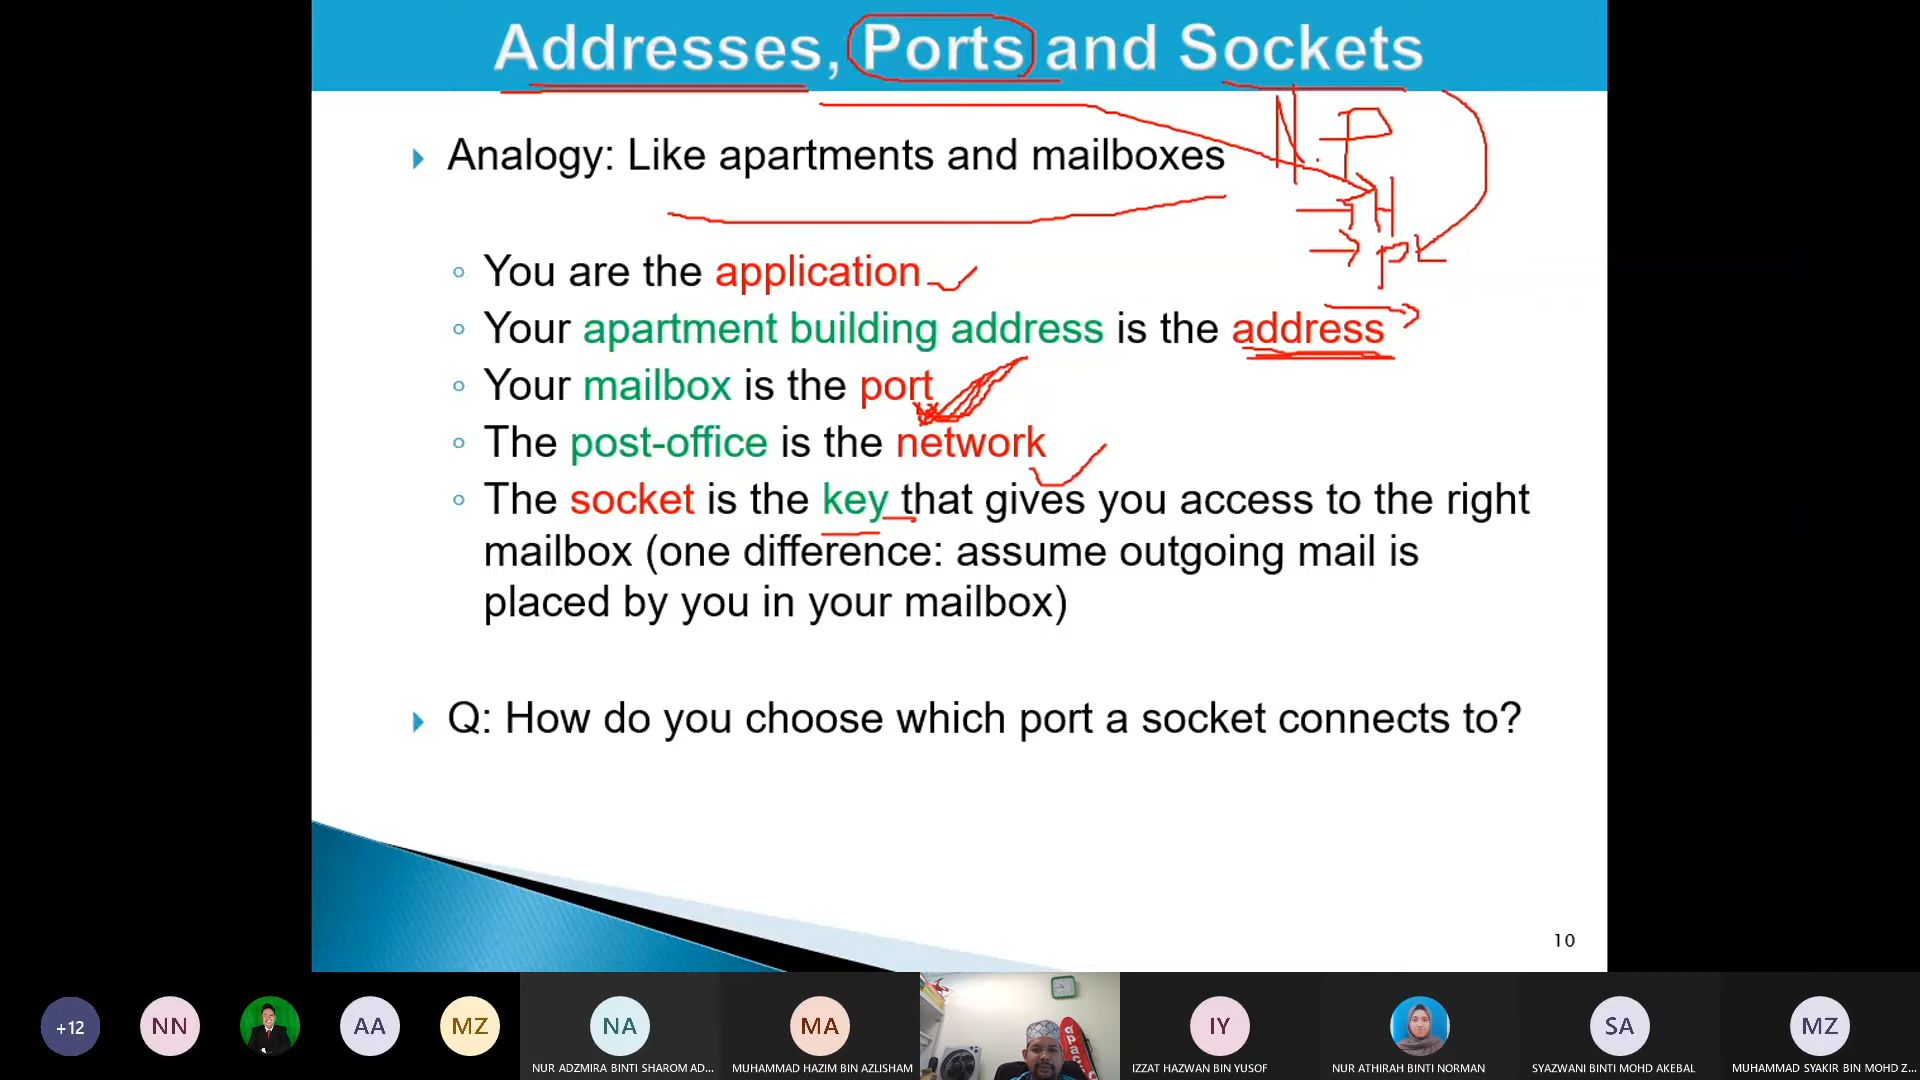 Addresses, Ports and Sockets
Analogy: Like apartments and mailboxes
You are the application
Your apartment building address is the address
Your mailbox is the port
The post-office is the network
The socket is the key that gives you access to the right
mailbox (one difference: assume outgoing mail is
placed by you in your mailbox)
Q: How do you choose which port a socket connects to?
10
+12
NN
AA
MZ
NA
MA
IY
SA
MZ
NUR ADZMIRA BINTI SHAROM AD...
MUHAMMAD HAZIM BIN AZLISHAM
IZZAT HAZWAN BIN YUSOF
NUR ATHIRAH BINTI NORMAN
SYAZWANI BINTI MOHD AKEBAL
MUHAMMAD SYAKIR BIN MOHD Z...